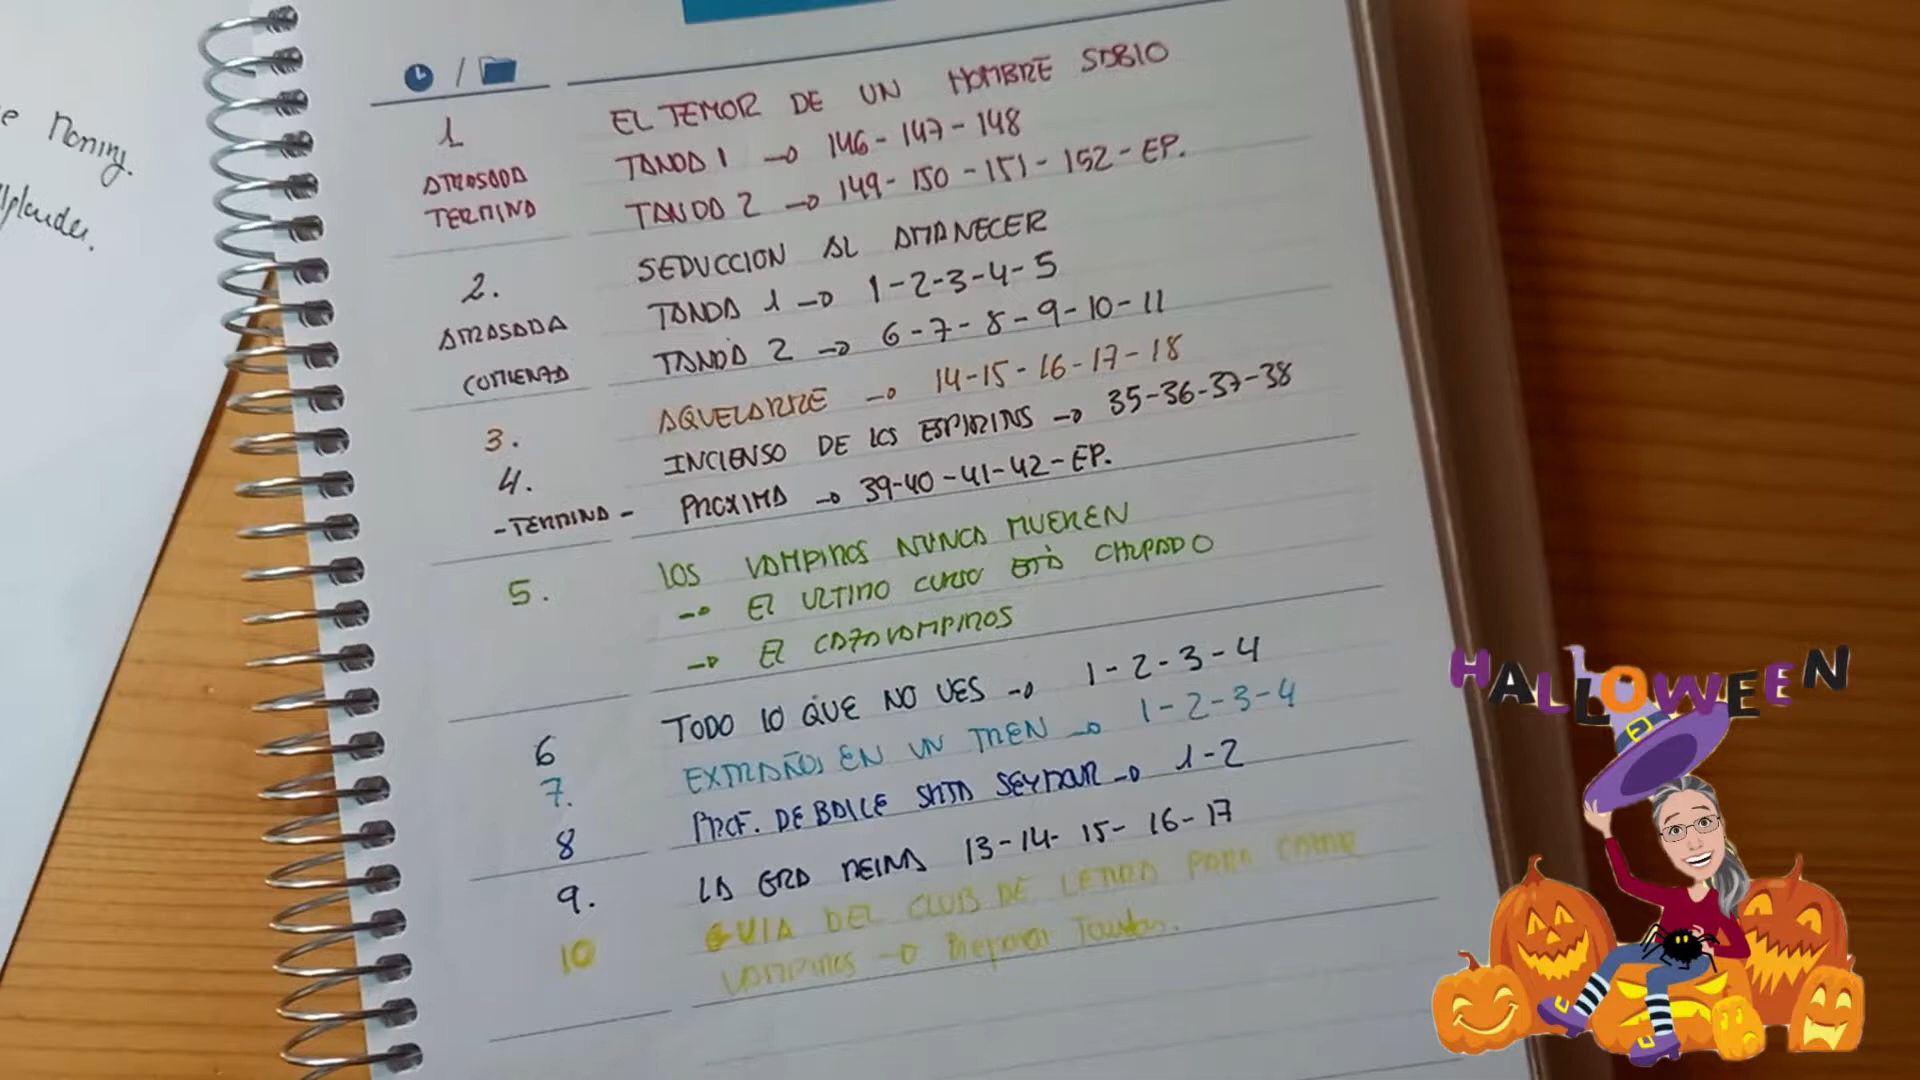 e Moning.
1
EL TEMOR DE UN HOMBRE SABIO
ATRASADA
TANDA 1 → 146-147-148
TERMINA
TANDA 2 → 149-150-151-152-EP.
2.
SEDUCCION AL AMANECER
ATRASADA
TANDA 1 → 1-2-3-4-5
COMIENZA
TANDA 2 → 6-7-8-9-10-11
3.
AQUELARRE → 14-15-16-17-18
4.
INCIENSO DE LOS ESPIRITUS → 35-36-37-38
-TERMINA-
PROXIMA → 39-40-41-42-EP.
5.
LOS VAMPIROS NUNCA MUEREN
→ EL ULTIMO CURSO ESTÁ CHUPADO
→ EL CAZAVAMPIROS
6
TODO LO QUE NO VES → 1-2-3-4
7.
EXTRAÑOS EN UN TREN → 1-2-3-4
8
PROF. DE BAILE SEYMOUR → 1-2
9.
LA REINA 13-14-15-16-17
10
GUIA DEL CLUB DE PARA
VAMPIROS → Preparar Tandas.
HALLOWEEN